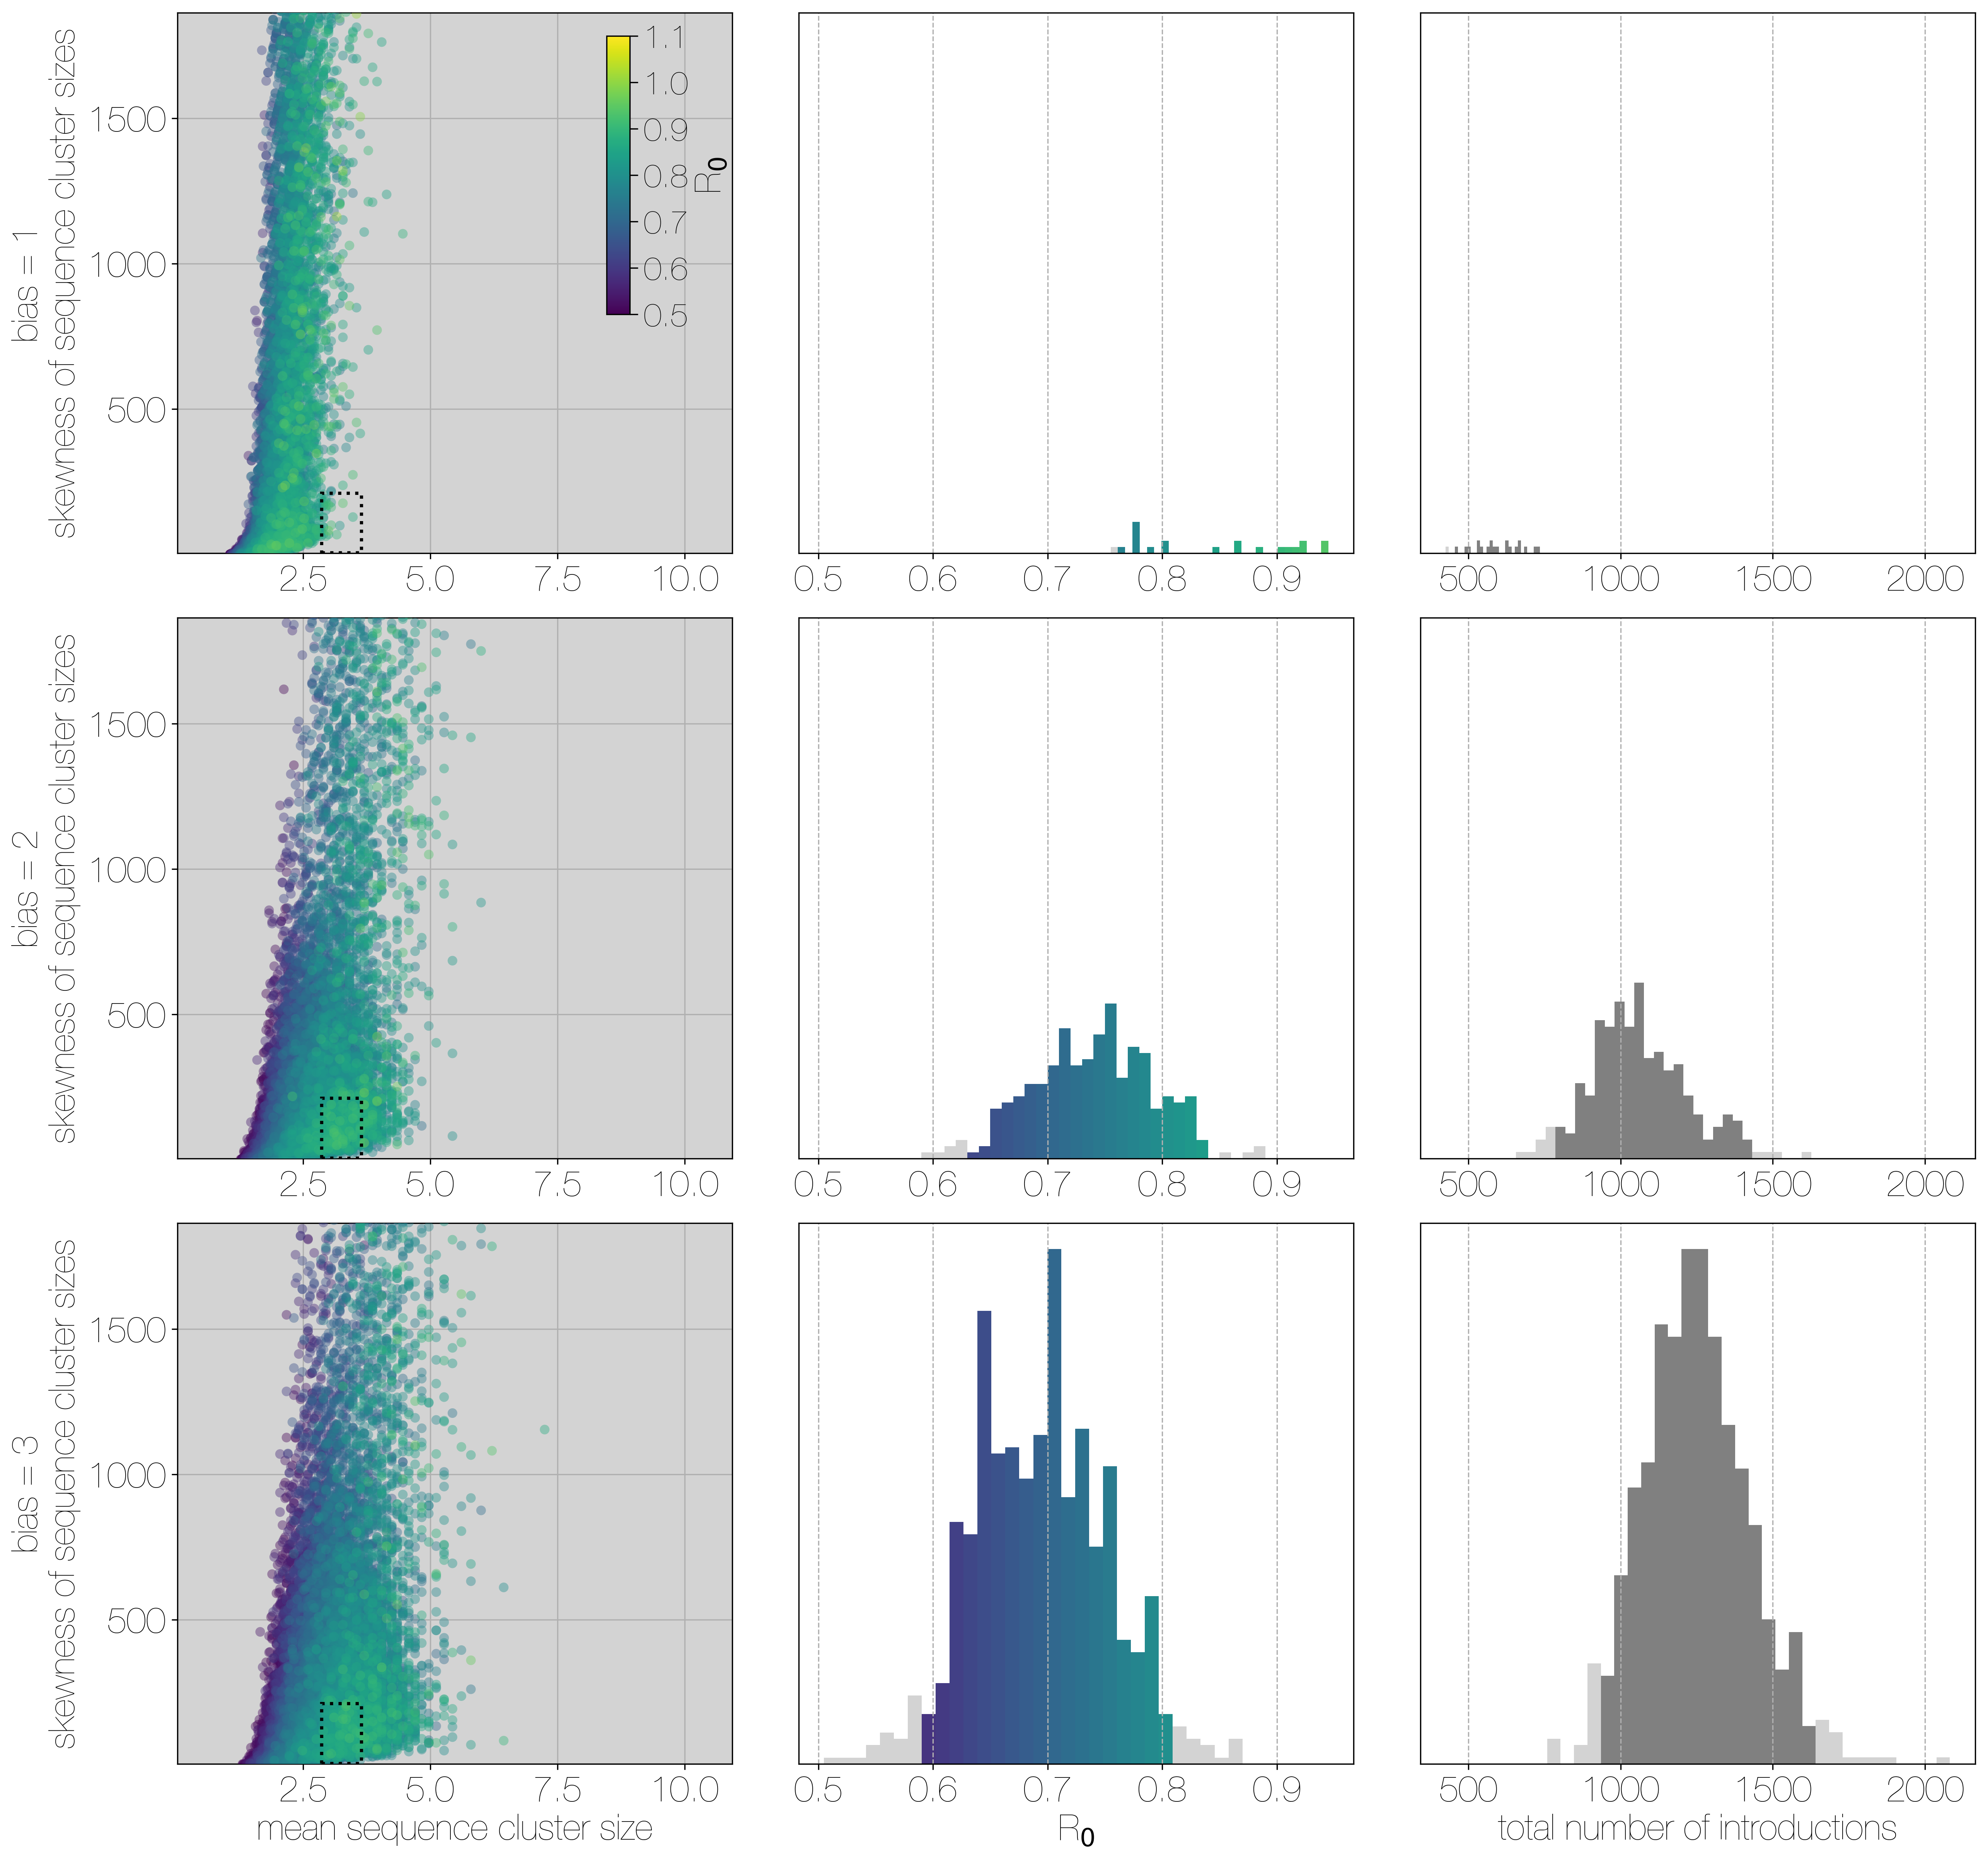 bias = 1
skewness of sequence cluster sizes
1500
1000
500
2.5 5.0 7.5 10.0
1.1
1.0
0.9
0.8
0.7
0.6
0.5
R0
0.5 0.6 0.7 0.8 0.9
500 1000 1500 2000
bias = 2
skewness of sequence cluster sizes
1500
1000
500
2.5 5.0 7.5 10.0
0.5 0.6 0.7 0.8 0.9
500 1000 1500 2000
bias = 3
skewness of sequence cluster sizes
1500
1000
500
2.5 5.0 7.5 10.0
mean sequence cluster size
0.5 0.6 0.7 0.8 0.9
R0
500 1000 1500 2000
total number of introductions